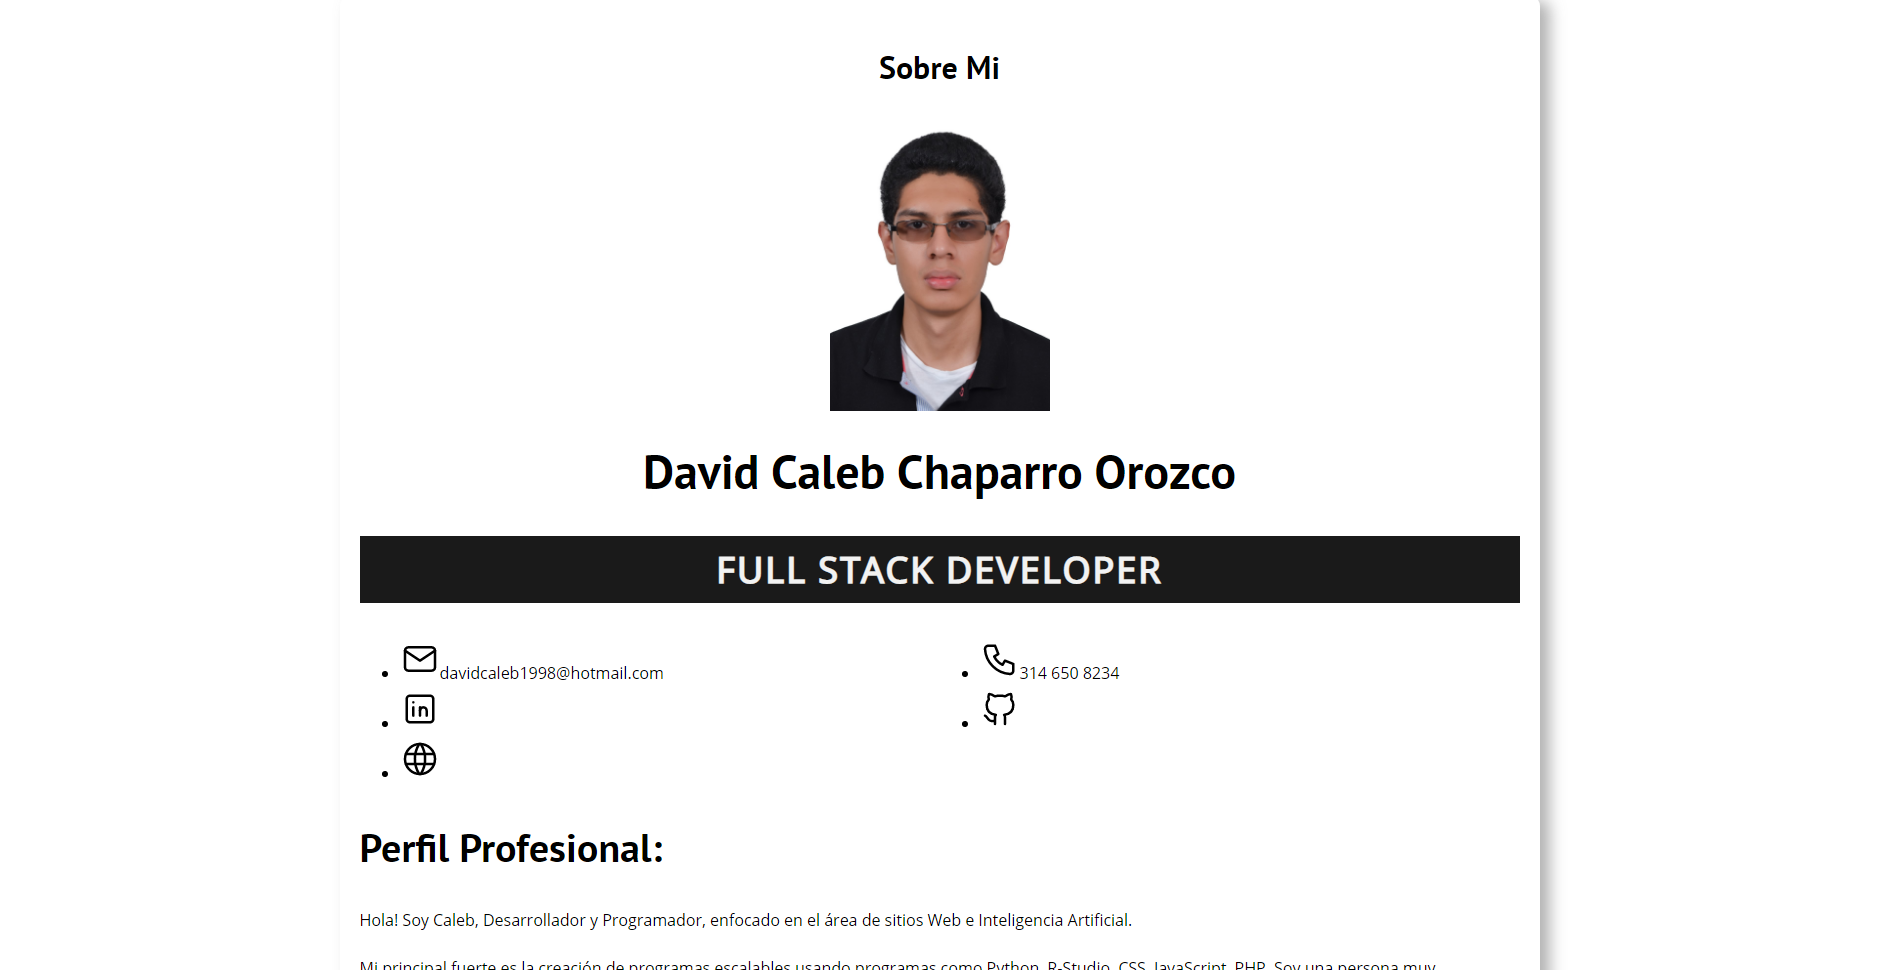 Sobre Mi
David Caleb Chaparro Orozco
FULL STACK DEVELOPER
davidcaleb1998@hotmail.com
314 650 8234
Perfil Profesional:
Hola! Soy Caleb, Desarrollador y Programador, enfocado en el área de sitios Web e Inteligencia Artificial.
Mi principal fuerte es la creación de programas escalables usando programas como Python, R-Studio, CSS, JavaScript, PHP. Soy una persona muy